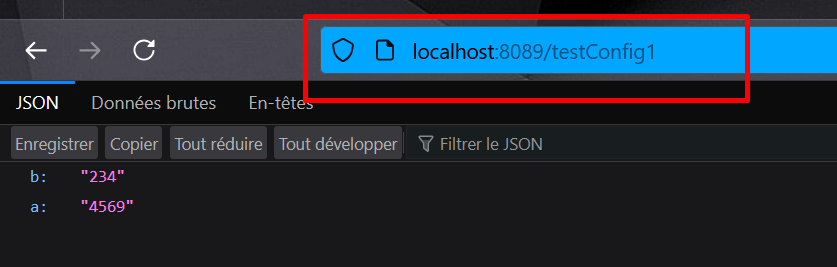 localhost:8089/testConfig1
JSON Données brutes En-têtes
Enregistrer Copier Tout réduire Tout développer Filtrer le JSON
b: "234"
a: "4569"